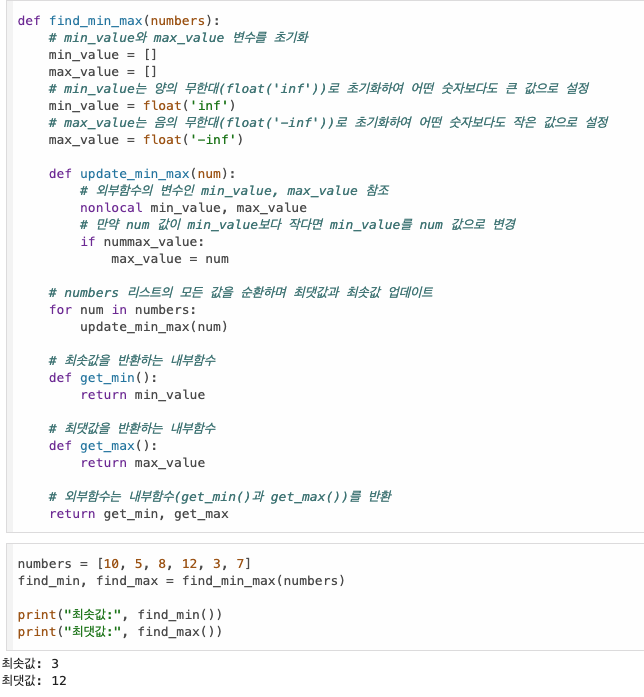 def find_min_max(numbers):
    # min_value와 max_value 변수를 초기화
    min_value = []
    max_value = []
    # min_value는 양의 무한대(float('inf'))로 초기화하여 어떤 숫자보다도 큰 값으로 설정
    min_value = float('inf')
    # max_value는 음의 무한대(float('-inf'))로 초기화하여 어떤 숫자보다도 작은 값으로 설정
    max_value = float('-inf')

    def update_min_max(num):
        # 외부함수의 변수인 min_value, max_value 참조
        nonlocal min_value, max_value
        # 만약 num 값이 min_value보다 작다면 min_value를 num 값으로 변경
        if nummax_value:
            max_value = num

    # numbers 리스트의 모든 값을 순환하며 최댓값과 최솟값 업데이트
    for num in numbers:
        update_min_max(num)

    # 최솟값을 반환하는 내부함수
    def get_min():
        return min_value

    # 최댓값을 반환하는 내부함수
    def get_max():
        return max_value

    # 외부함수는 내부함수(get_min()과 get_max())를 반환
    return get_min, get_max

numbers = [10, 5, 8, 12, 3, 7]
find_min, find_max = find_min_max(numbers)

print("최솟값:", find_min())
print("최댓값:", find_max())

최솟값: 3
최댓값: 12